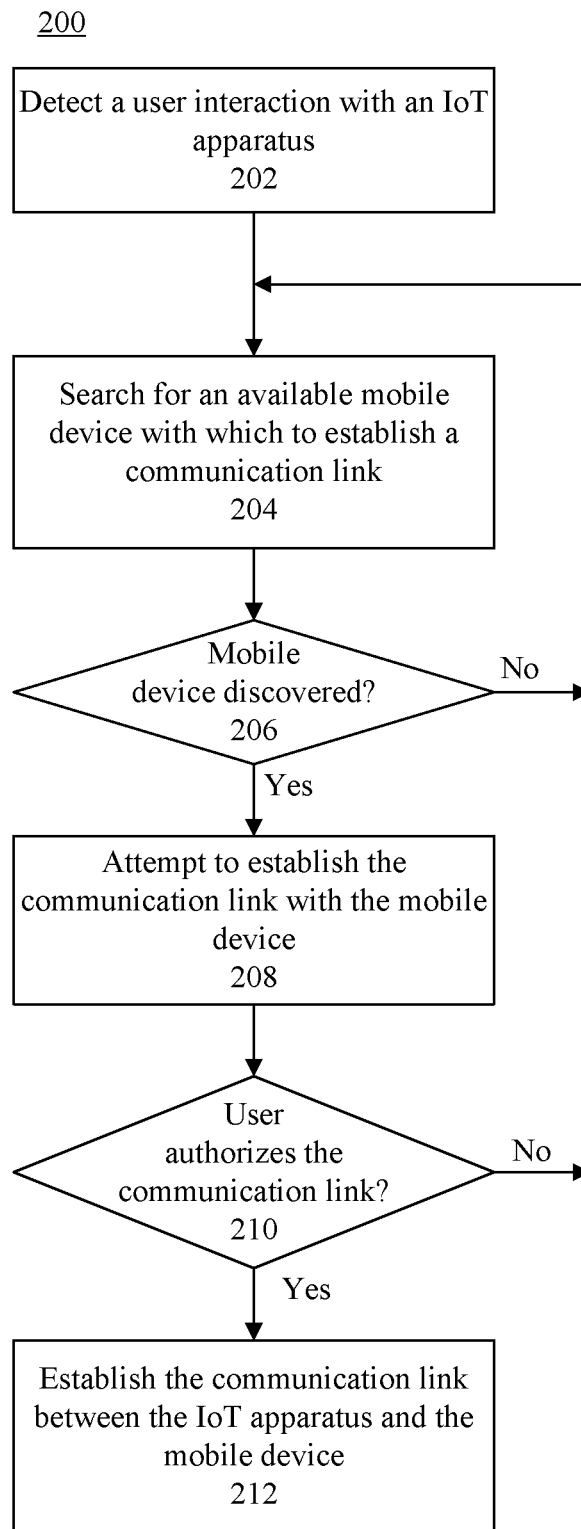 200
Detect a user interaction with an IoT
apparatus
202
Search for an available mobile
device with which to establish a
communication link
204
Mobile
device discovered?
206
No
Yes
Attempt to establish the
communication link with the mobile
device
208
User
authorizes the
communication link?
210
No
Yes
Establish the communication link
between the IoT apparatus and the
mobile device
212